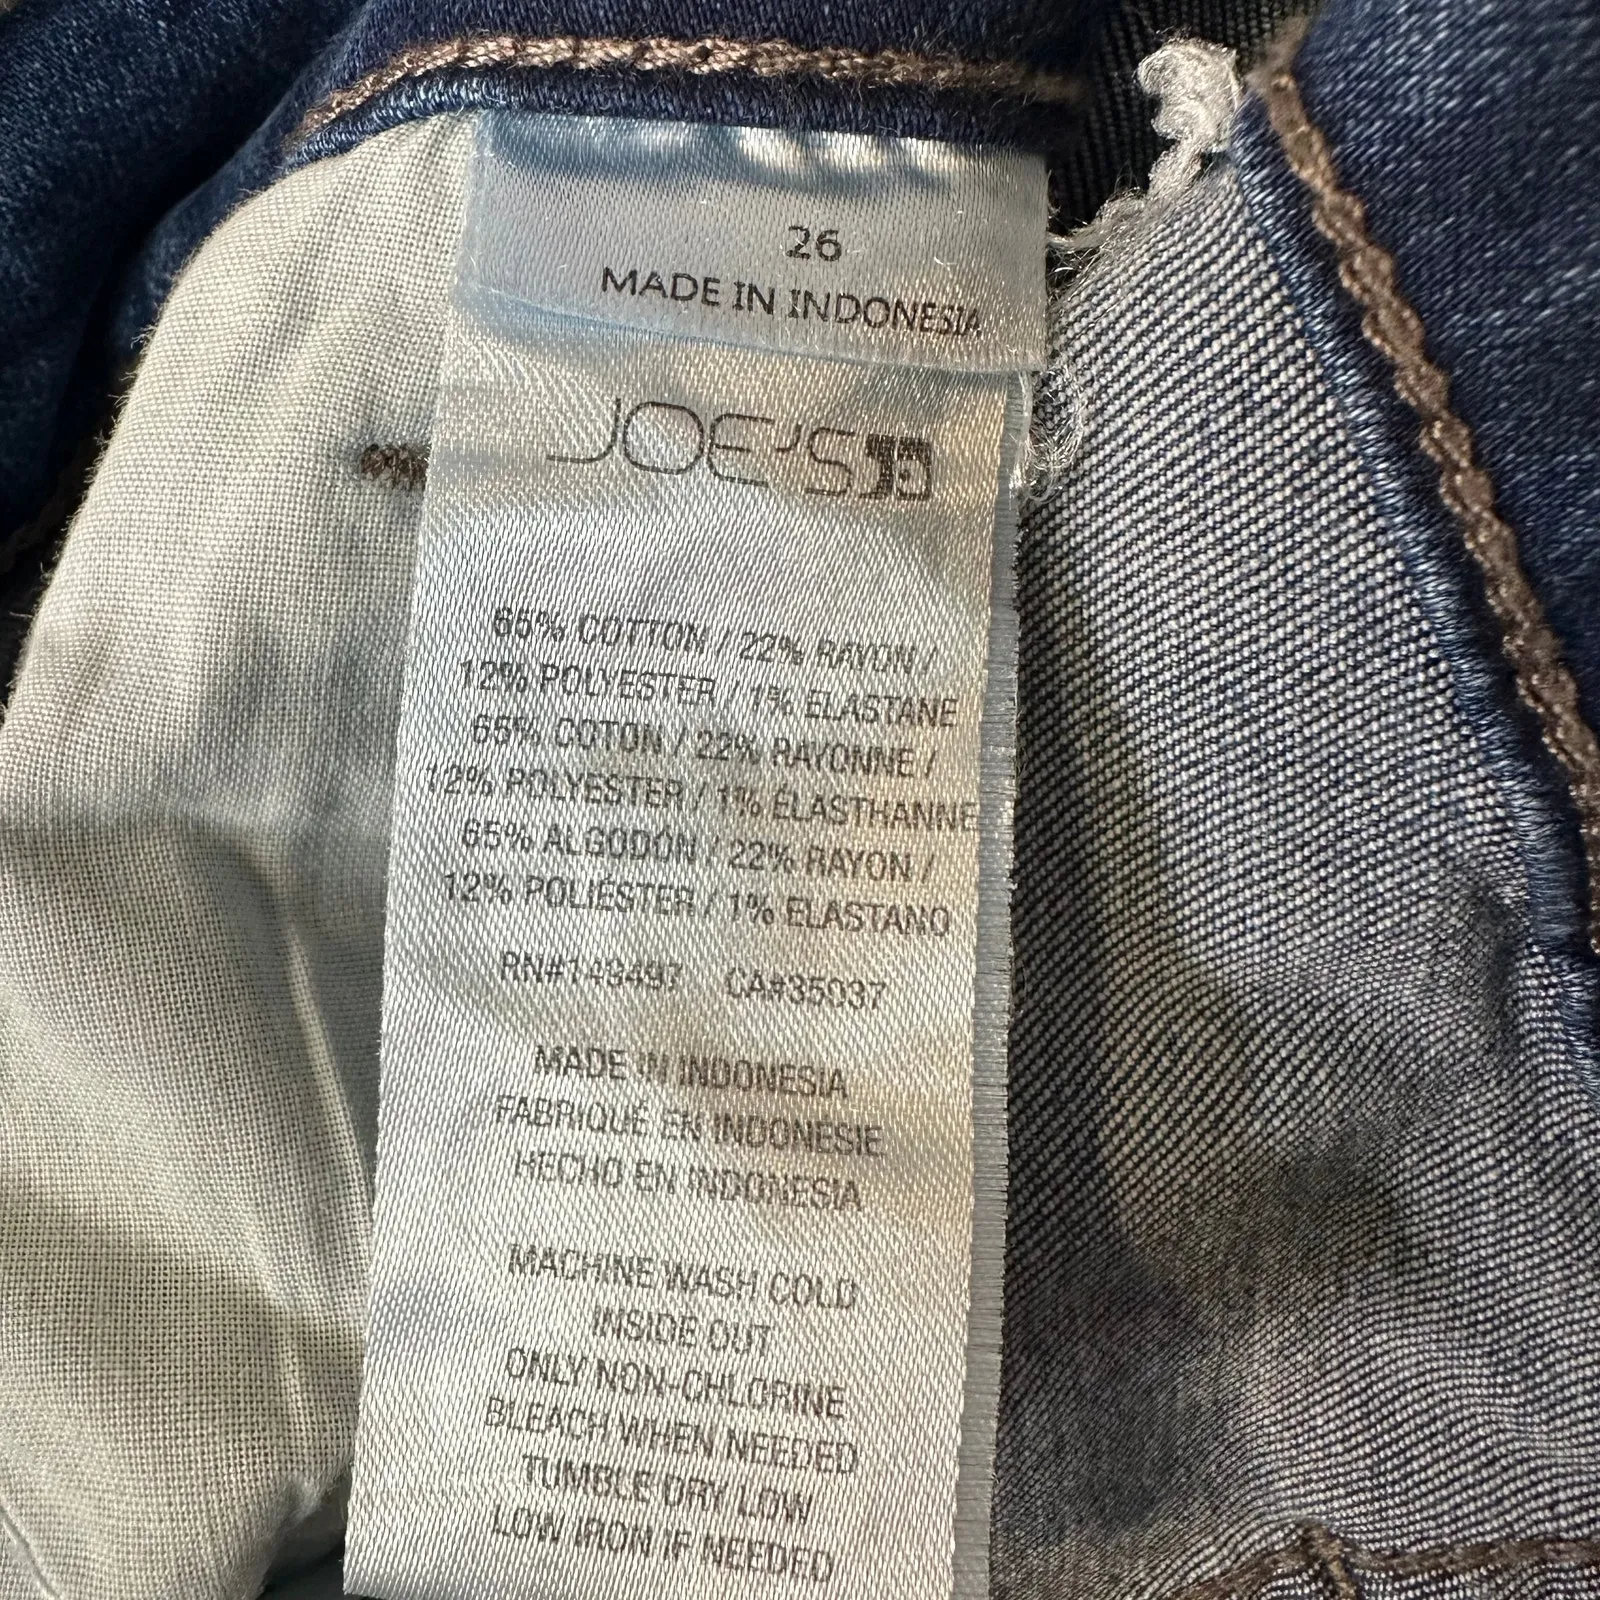 26
MADE IN INDONESIA
JOE'S
65% COTTON / 22% RAYON /
12% POLYESTER / 1% ELASTANE
65% COTON / 22% RAYONNE /
12% POLYESTER / 1% ÉLASTHANNE
65% ALGODÓN / 22% RAYON /
12% POLIÉSTER / 1% ELASTANO
RN#149497 CA#35037
MADE IN INDONESIA
FABRIQUÉ EN INDONESIE
HECHO EN INDONESIA
MACHINE WASH COLD
INSIDE OUT
ONLY NON-CHLORINE
BLEACH WHEN NEEDED
TUMBLE DRY LOW
LOW IRON IF NEEDED